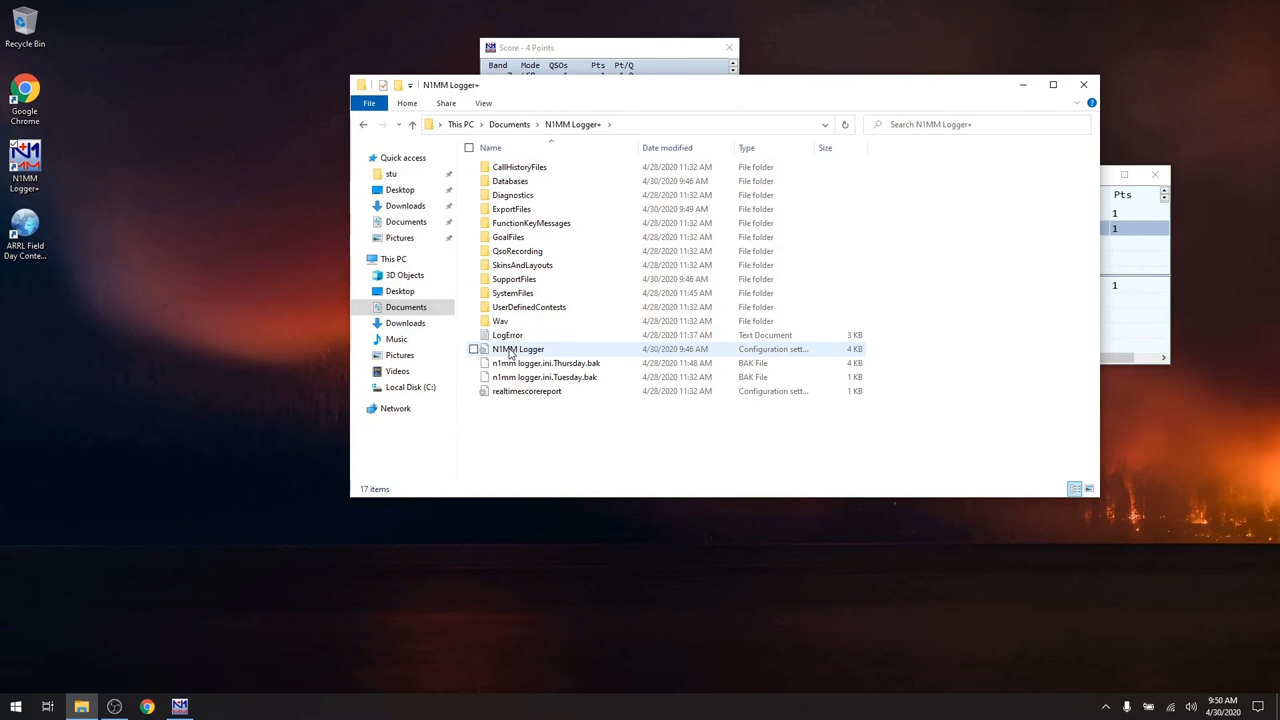 Recycle Bin
Google
Chrome
N1MM
Logger+
ARRL Field
Day Conte...
Score - 4 Points
Band Mode QSOs Pts Pt/Q
N1MM Logger+
File Home Share View
This PC Documents N1MM Logger+
Search N1MM Logger+
Name Date modified Type Size
Quick access
stu
Desktop
Downloads
Documents
Pictures
This PC
3D Objects
Desktop
Documents
Downloads
Music
Pictures
Videos
Local Disk (C:)
Network
CallHistoryFiles 4/28/2020 11:32 AM File folder
Databases 4/30/2020 9:46 AM File folder
Diagnostics 4/28/2020 11:32 AM File folder
ExportFiles 4/30/2020 9:49 AM File folder
FunctionKeyMessages 4/28/2020 11:32 AM File folder
GoalFiles 4/28/2020 11:32 AM File folder
QsoRecording 4/28/2020 11:32 AM File folder
SkinsAndLayouts 4/28/2020 11:32 AM File folder
SupportFiles 4/30/2020 9:46 AM File folder
SystemFiles 4/28/2020 11:45 AM File folder
UserDefinedContests 4/28/2020 11:32 AM File folder
Wav 4/28/2020 11:32 AM File folder
LogError 4/28/2020 11:37 AM Text Document 3 KB
N1MM Logger 4/30/2020 9:46 AM Configuration sett... 4 KB
n1mm logger.ini.Thursday.bak 4/28/2020 11:48 AM BAK File 4 KB
n1mm logger.ini.Tuesday.bak 4/28/2020 11:32 AM BAK File 1 KB
realtimescorereport 4/28/2020 11:32 AM Configuration sett... 1 KB
17 items
Pts
1
1
1
9:50 AM
4/30/2020